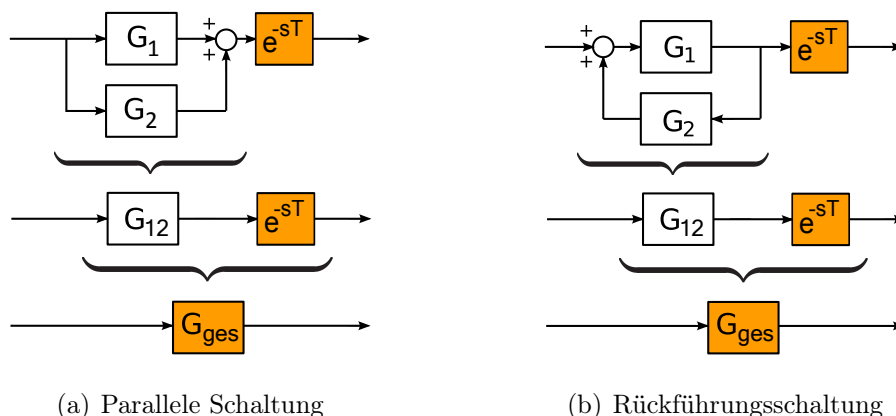 +
+
G1
e-sT
G2
G12
e-sT
Gges
(a) Parallele Schaltung
+
+
G1
e-sT
G2
G12
e-sT
Gges
(b) Rückführungsschaltung